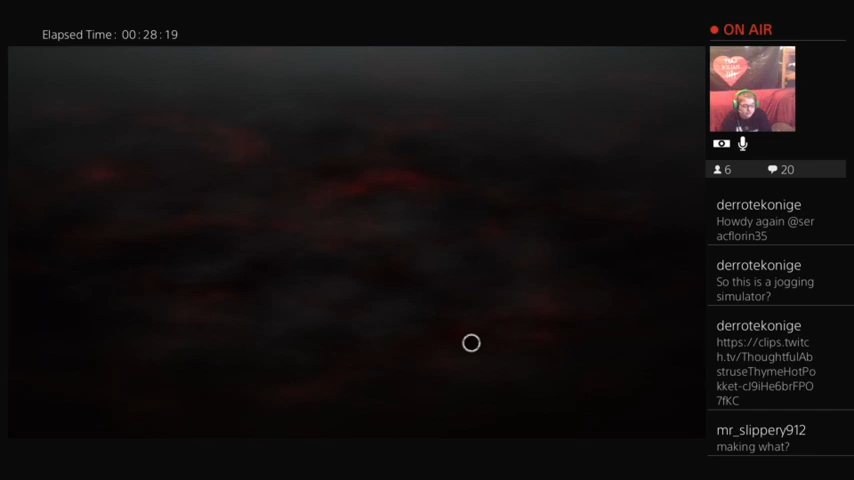 Elapsed Time: 00:28:19
ON AIR
6
20
derrotekonige
Howdy again @ser
acflorin35
derrotekonige
So this is a jogging
simulator?
derrotekonige
https://clips.twitc
h.tv/ThoughtfulAb
struseThymeHotPo
kket-cJ9iHe6brFPO
7fKC
mr_slippery912
making what?